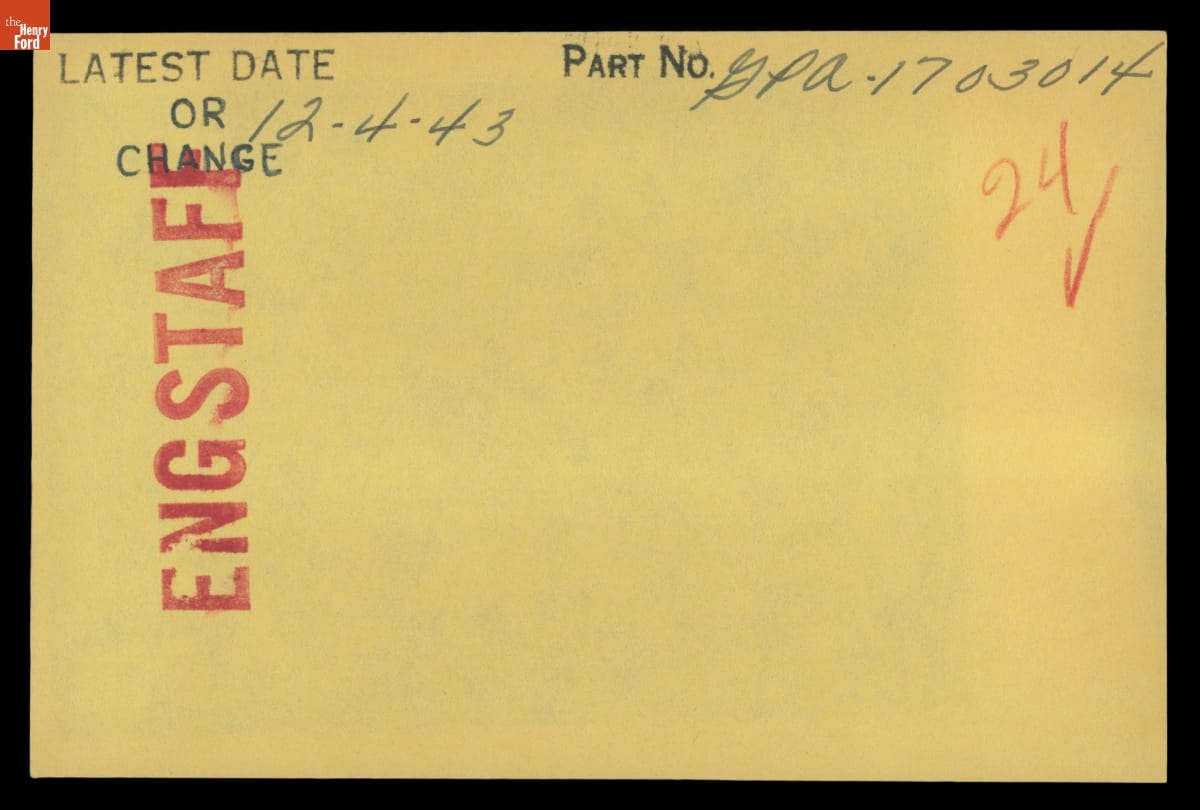 the
Henry
Ford
LATEST DATE
OR 12-4-43
CHANGE
PART NO. GPA-1703014
24 ✓
ENGSTAFF